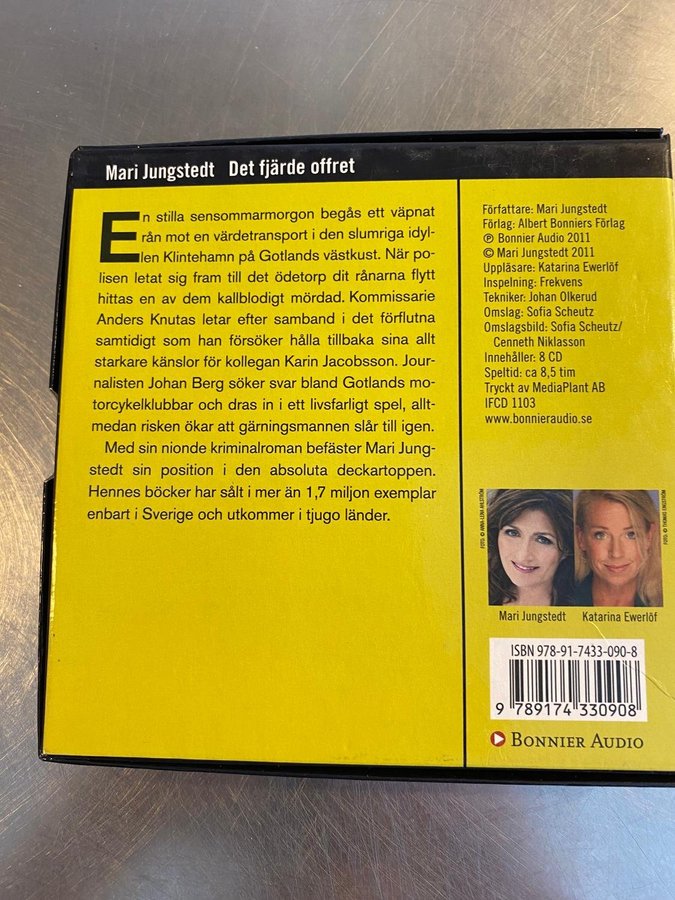 Mari Jungstedt Det fjärde offret
En stilla sensommarmorgon begås ett väpnat
rån mot en värdetransport i den slumriga idyl-
len Klintehamn på Gotlands västkust. När po-
lisen letat sig fram till det ödetorp dit rånarna flytt
hittas en av dem kallblodigt mördad. Kommissarie
Anders Knutas letar efter samband i det förflutna
samtidigt som han försöker hålla tillbaka sina allt
starkare känslor för kollegan Karin Jacobsson. Jour-
nalisten Johan Berg söker svar bland Gotlands mo-
torcykelklubbar och dras in i ett livsfarligt spel, allt-
medan risken ökar att gärningsmannen slår till igen.
Med sin nionde kriminalroman befäster Mari Jung-
stedt sin position i den absoluta deckartoppen.
Hennes böcker har sålt i mer än 1,7 miljon exemplar
enbart i Sverige och utkommer i tjugo länder.
Författare: Mari Jungstedt
Förlag: Albert Bonniers Förlag
℗ Bonnier Audio 2011
© Mari Jungstedt 2011
Uppläsare: Katarina Ewerlöf
Inspelning: Frekvens
Tekniker: Johan Olkerud
Omslag: Sofia Scheutz
Omslagsbild: Sofia Scheutz/
Cenneth Niklasson
Innehåller: 8 CD
Speltid: ca 8,5 tim
Tryckt av MediaPlant AB
IFCD 1103
www.bonnieraudio.se
FOTO: © ANNA-LENA AHLSTRÖM
Mari Jungstedt Katarina Ewerlöf
ISBN 978-91-7433-090-8
9 789174 330908
BONNIER AUDIO